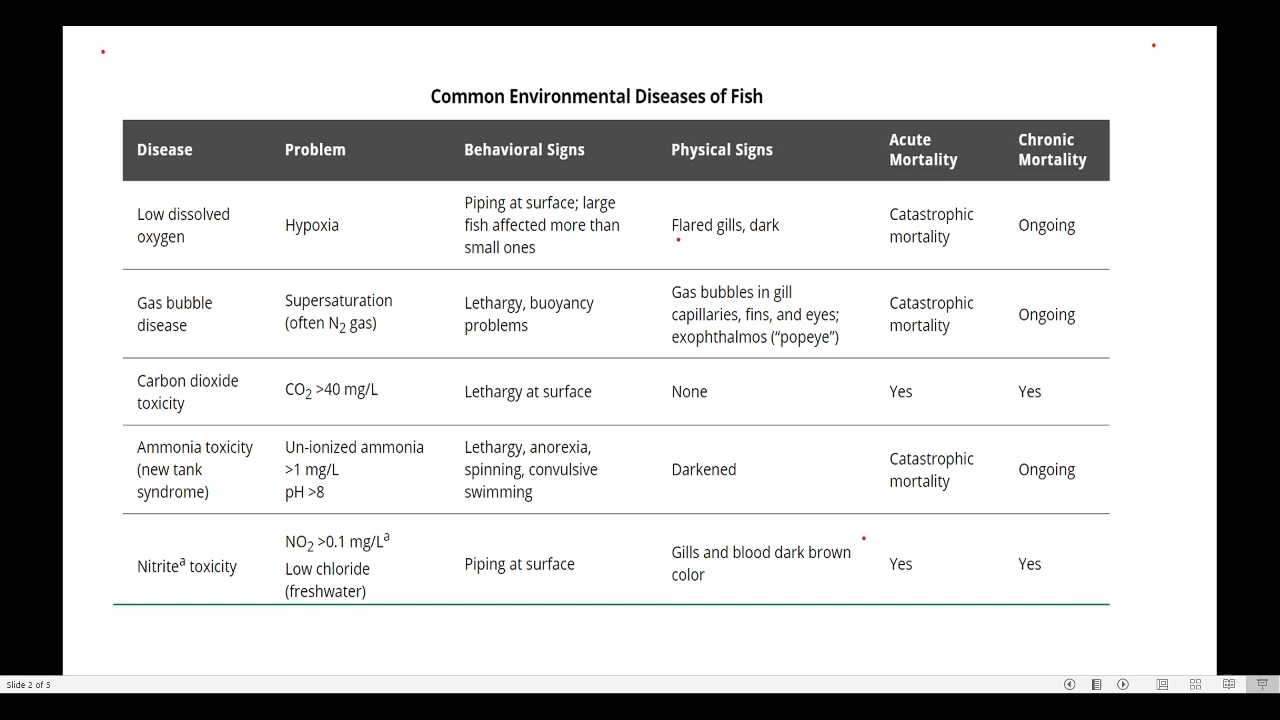 Common Environmental Diseases of Fish
Disease Problem Behavioral Signs Physical Signs Acute Mortality Chronic Mortality
Low dissolved oxygen
Hypoxia
Piping at surface; large
fish affected more than
small ones
Flared gills, dark
Catastrophic
mortality
Ongoing
Gas bubble
disease
Supersaturation
(often N2 gas)
Lethargy, buoyancy
problems
Gas bubbles in gill
capillaries, fins, and eyes;
exophthalmos (“popeye”)
Catastrophic
mortality
Ongoing
Carbon dioxide
toxicity
CO2 >40 mg/L
Lethargy at surface
None
Yes
Yes
Ammonia toxicity
(new tank
syndrome)
Un-ionized ammonia
>1 mg/L
pH >8
Lethargy, anorexia,
spinning, convulsive
swimming
Darkened
Catastrophic
mortality
Ongoing
Nitriteª toxicity
NO2 >0.1 mg/Lª
Low chloride
(freshwater)
Piping at surface
Gills and blood dark brown
color
Yes
Yes
Slide 2 of 5